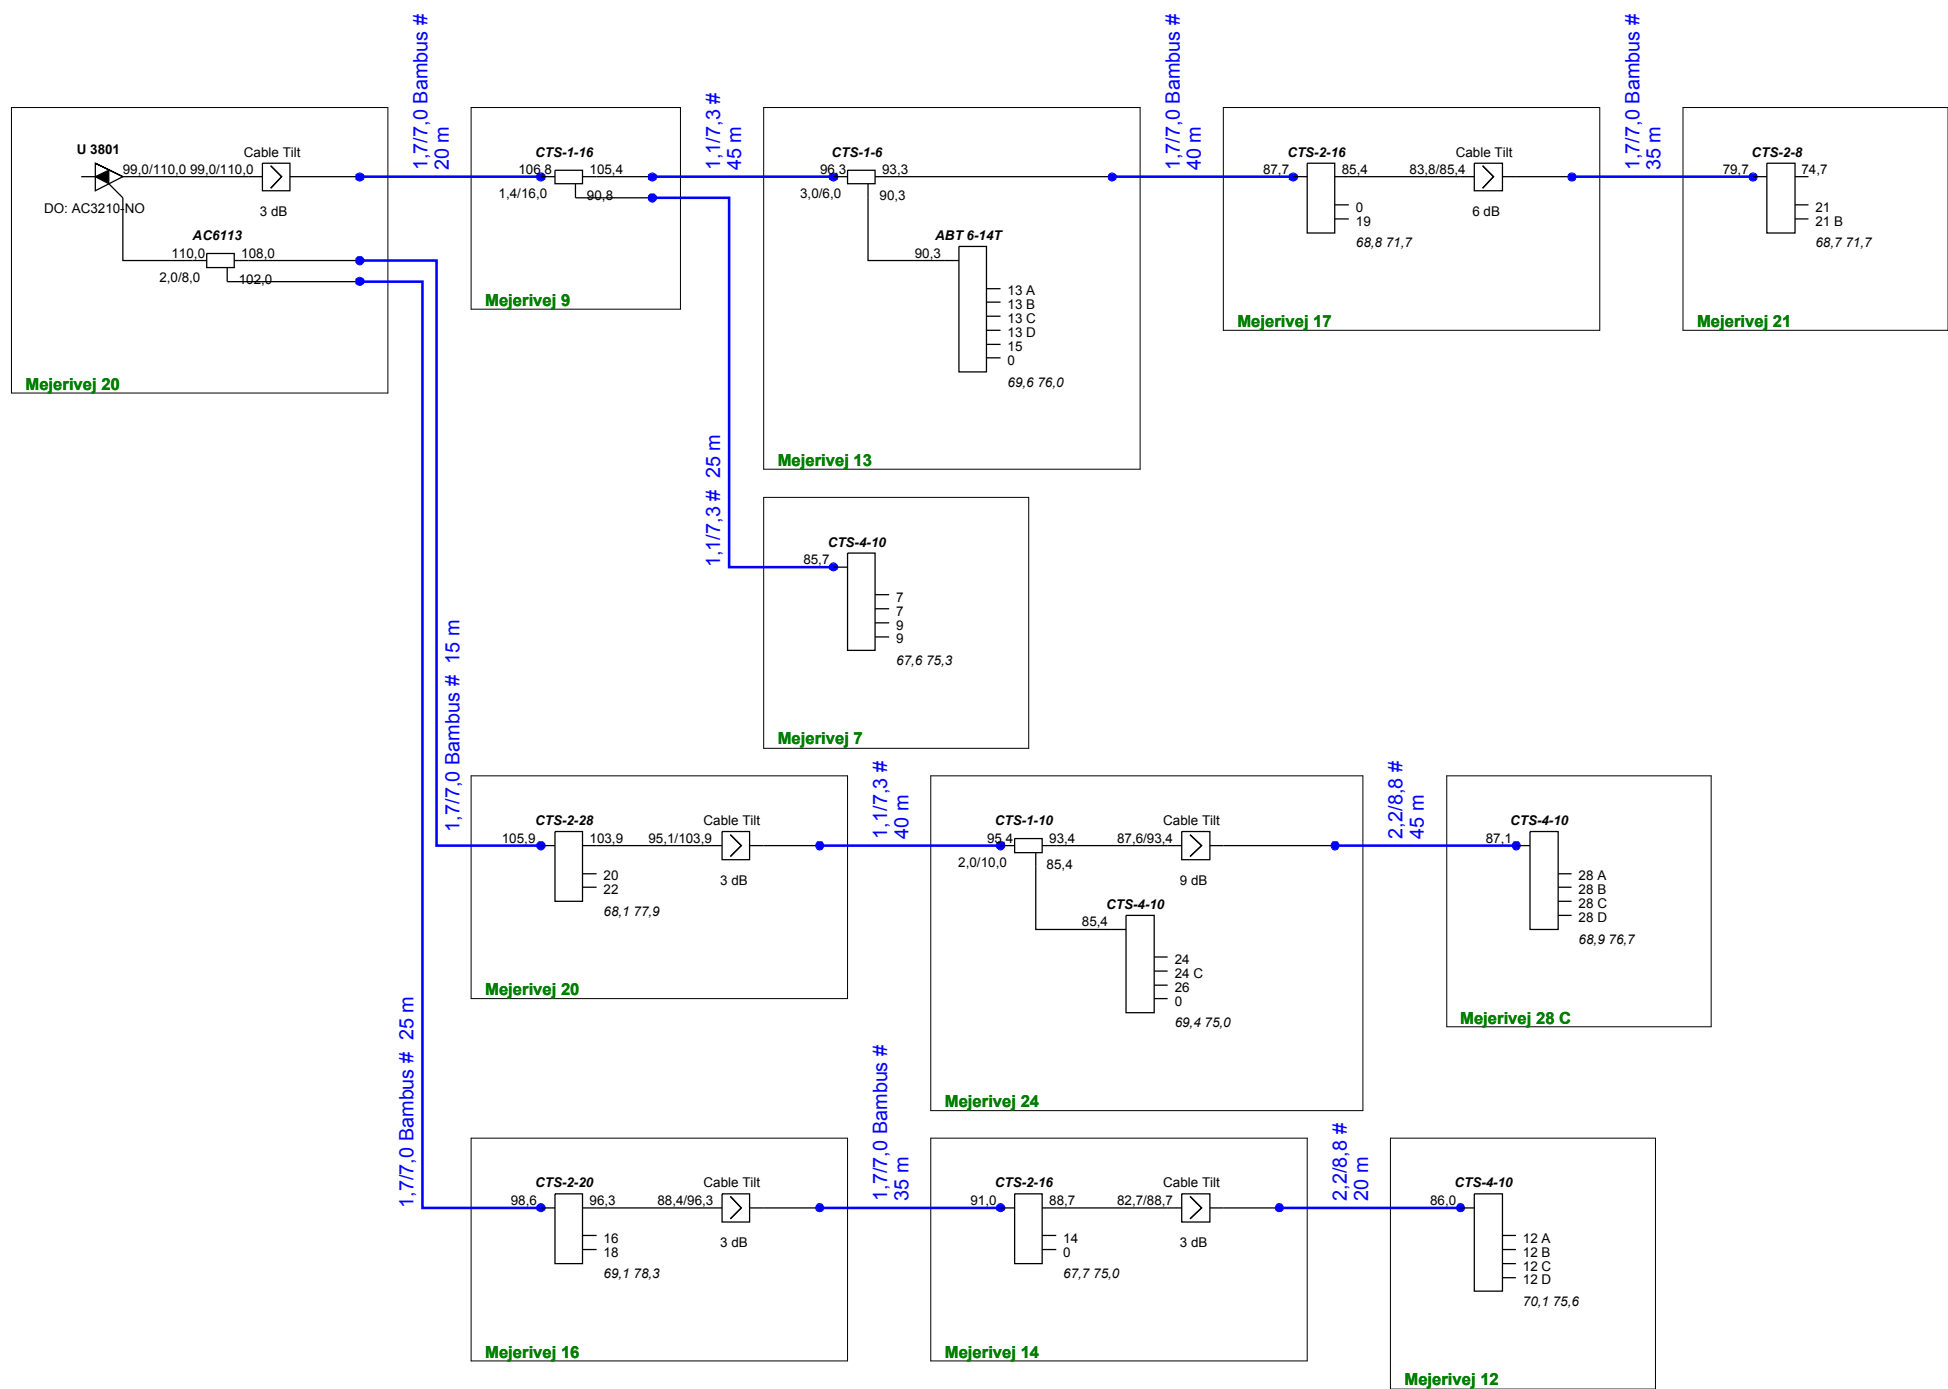 1,7/7,0 Bambus #
20 m
1,1/7,3 #
45 m
1,7/7,0 Bambus #
40 m
1,7/7,0 Bambus #
35 m
U 3801
99,0/110,0 99,0/110,0
Cable Tilt
3 dB
DO: AC3210-NO
AC6113
110,0
108,0
2,0/8,0
102,0
Mejerivej 20
CTS-1-16
106,8
105,4
1,4/16,0
90,8
Mejerivej 9
CTS-1-6
96,3
93,3
3,0/6,0
90,3
ABT 6-14T
90,3
13 A
13 B
13 C
13 D
15
0
69,6 76,0
Mejerivej 13
CTS-2-16
87,7
85,4
83,8/85,4
Cable Tilt
6 dB
0
19
68,8 71,7
Mejerivej 17
CTS-2-8
79,7
74,7
21
21 B
68,7 71,7
Mejerivej 21
1,1/7,3 # 25 m
CTS-4-10
85,7
7
7
9
9
67,6 75,3
Mejerivej 7
1,7/7,0 Bambus # 15 m
CTS-2-28
105,9
103,9
95,1/103,9
Cable Tilt
3 dB
20
22
68,1 77,9
Mejerivej 20
1,1/7,3 #
40 m
CTS-1-10
95,4
93,4
87,6/93,4
Cable Tilt
9 dB
2,0/10,0
85,4
CTS-4-10
85,4
24
24 C
26
0
69,4 75,0
Mejerivej 24
2,2/8,8 #
45 m
CTS-4-10
87,1
28 A
28 B
28 C
28 D
68,9 76,7
Mejerivej 28 C
1,7/7,0 Bambus # 25 m
CTS-2-20
98,6
96,3
88,4/96,3
Cable Tilt
3 dB
16
18
69,1 78,3
Mejerivej 16
1,7/7,0 Bambus #
35 m
CTS-2-16
91,0
88,7
82,7/88,7
Cable Tilt
3 dB
14
0
67,7 75,0
Mejerivej 14
2,2/8,8 #
20 m
CTS-4-10
86,0
12 A
12 B
12 C
12 D
70,1 75,6
Mejerivej 12